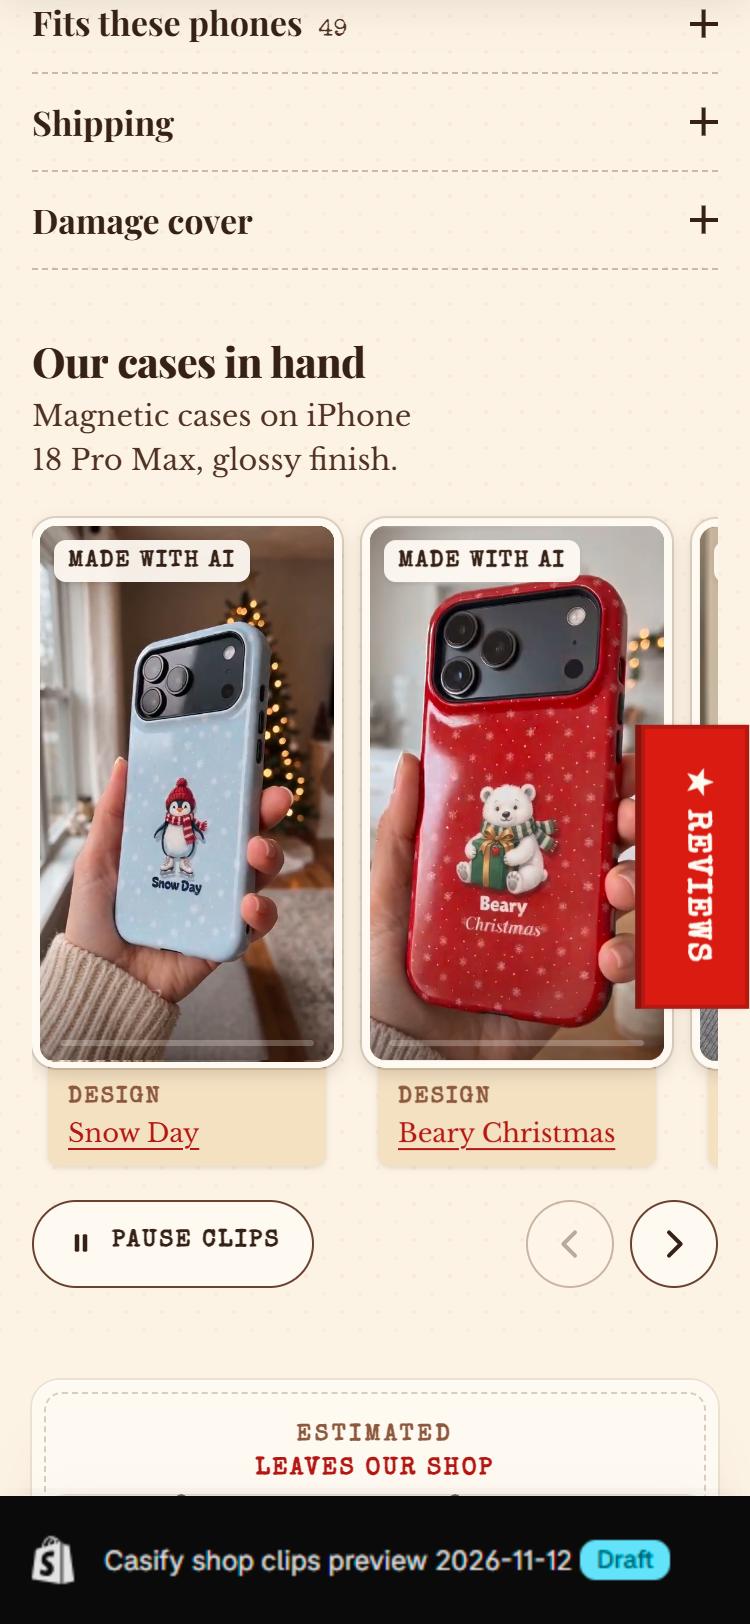 Fits these phones 49
Shipping
Damage cover
Our cases in hand
Magnetic cases on iPhone
18 Pro Max, glossy finish.
MADE WITH AI
Snow Day
DESIGN
Snow Day
MADE WITH AI
Beary
Christmas
DESIGN
Beary Christmas
★ REVIEWS
PAUSE CLIPS
ESTIMATED
LEAVES OUR SHOP
Casify shop clips preview 2026-11-12 Draft